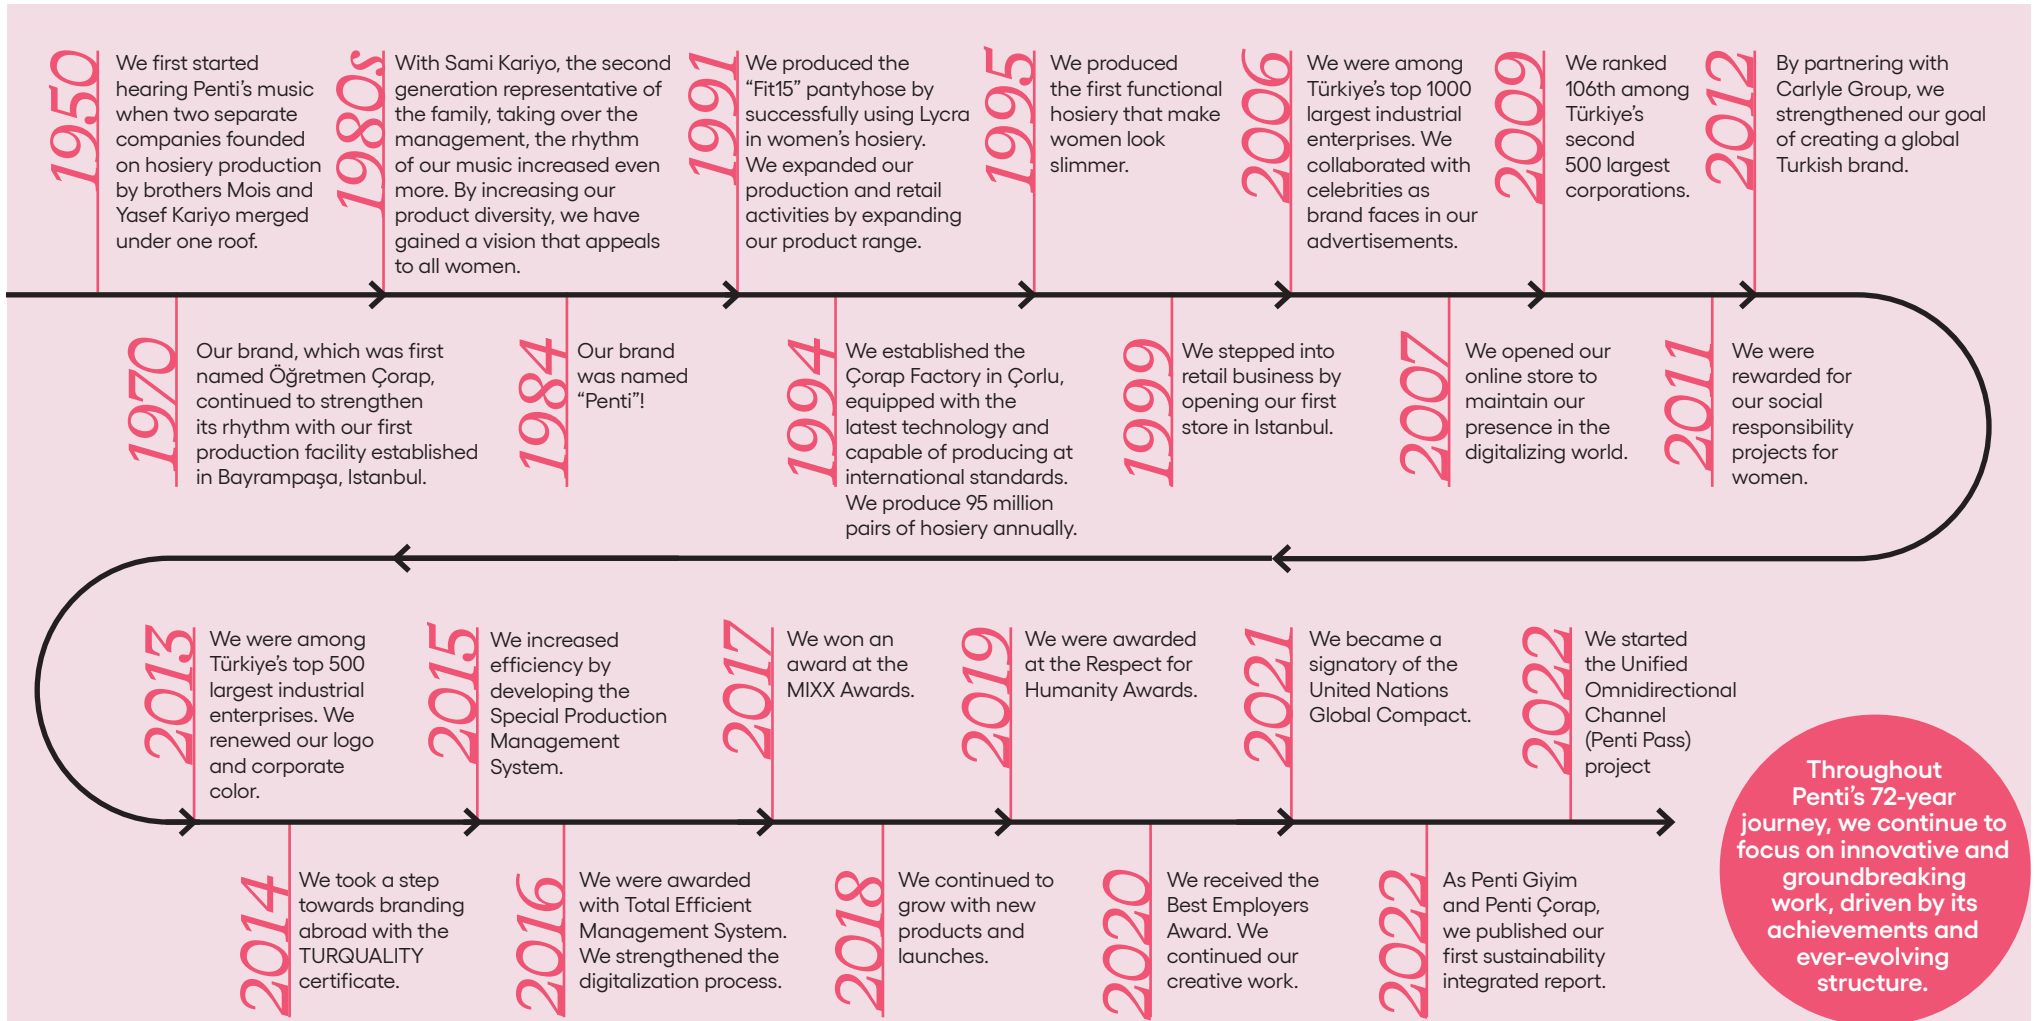 1950
We first started
hearing Penti’s music
when two separate
companies founded
on hosiery production
by brothers Mois and
Yasef Kariyo merged
under one roof.
1970
Our brand, which was first
named Öğretmen Çorap,
continued to strengthen
its rhythm with our first
production facility established
in Bayrampaşa, Istanbul.
1980s
With Sami Kariyo, the second
generation representative of
the family, taking over the
management, the rhythm
of our music increased even
more. By increasing our
product diversity, we have
gained a vision that appeals
to all women.
1984
Our brand
was named
“Penti”!
1991
We produced the
“Fit15” pantyhose by
successfully using Lycra
in women’s hosiery.
We expanded our
production and retail
activities by expanding
our product range.
1994
We established the
Çorap Factory in Çorlu,
equipped with the
latest technology and
capable of producing at
international standards.
We produce 95 million
pairs of hosiery annually.
1995
We produced
the first functional
hosiery that make
women look
slimmer.
1999
We stepped into
retail business by
opening our first
store in Istanbul.
2006
We were among
Türkiye’s top 1000
largest industrial
enterprises. We
collaborated with
celebrities as
brand faces in our
advertisements.
2007
We opened our
online store to
maintain our
presence in the
digitalizing world.
2009
We ranked
106th among
Türkiye’s
second
500 largest
corporations.
2011
We were
rewarded for
our social
responsibility
projects for
women.
2012
By partnering with
Carlyle Group, we
strengthened our goal
of creating a global
Turkish brand.
2013
We were among
Türkiye’s top 500
largest industrial
enterprises. We
renewed our logo
and corporate
color.
2014
We took a step
towards branding
abroad with the
TURQUALITY
certificate.
2015
We increased
efficiency by
developing the
Special Production
Management
System.
2016
We were awarded
with Total Efficient
Management System.
We strengthened the
digitalization process.
2017
We won an
award at the
MIXX Awards.
2018
We continued to
grow with new
products and
launches.
2019
We were awarded
at the Respect for
Humanity Awards.
2020
We received the
Best Employers
Award. We
continued our
creative work.
2021
We became a
signatory of the
United Nations
Global Compact.
2022
As Penti Giyim
and Penti Çorap,
we published our
first sustainability
integrated report.
2022
We started
the Unified
Omnidirectional
Channel
(Penti Pass)
project
Throughout
Penti’s 72-year
journey, we continue to
focus on innovative and
groundbreaking
work, driven by its
achievements and
ever-evolving
structure.